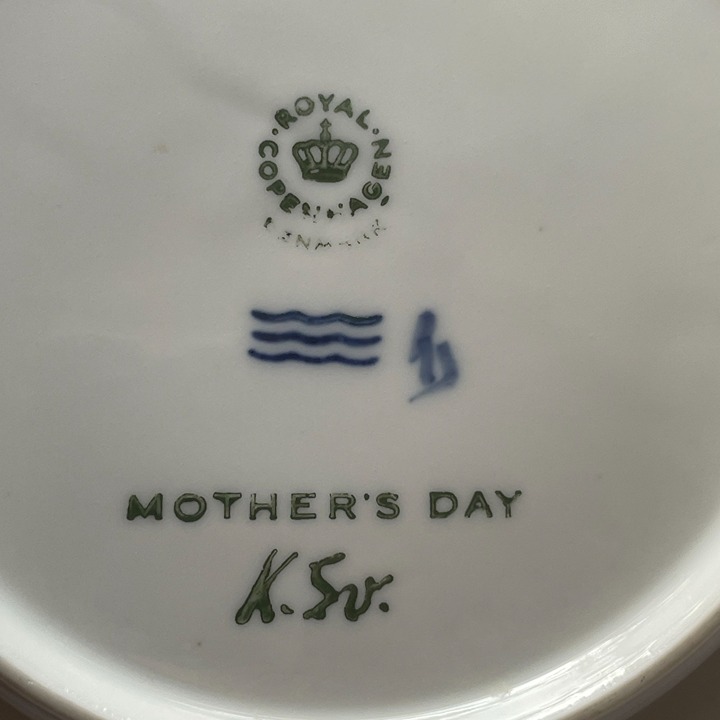 ROYAL COPENHAGEN
DENMARK
MOTHER'S DAY
K. Sv.